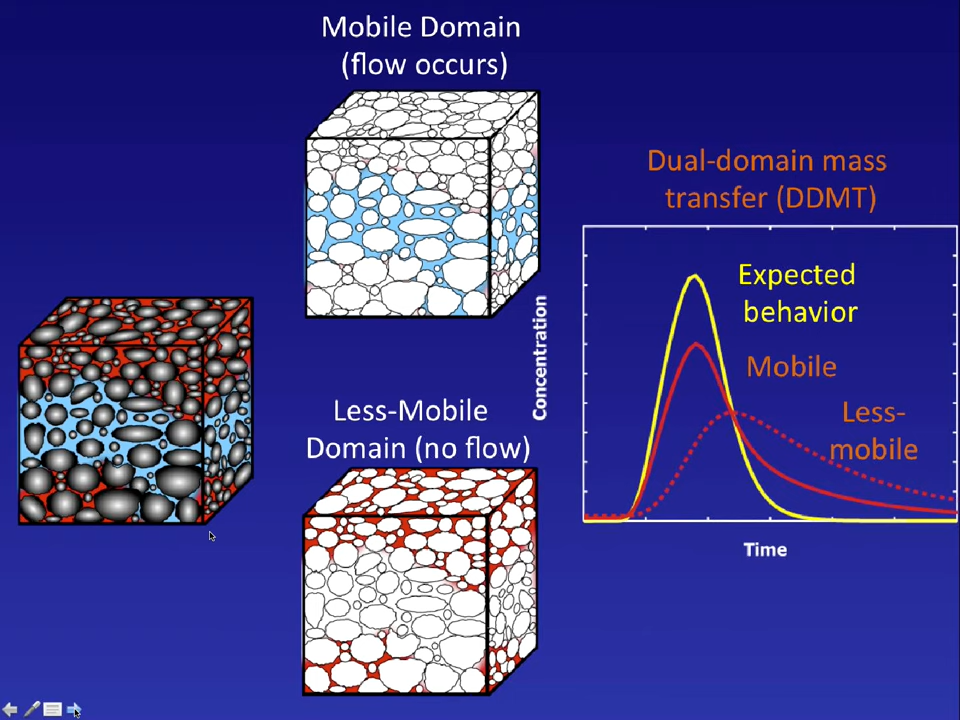 Mobile Domain
(flow occurs)
Less-Mobile
Domain (no flow)
Dual-domain mass
transfer (DDMT)
Concentration
Expected
behavior
Mobile
Less-
mobile
Time